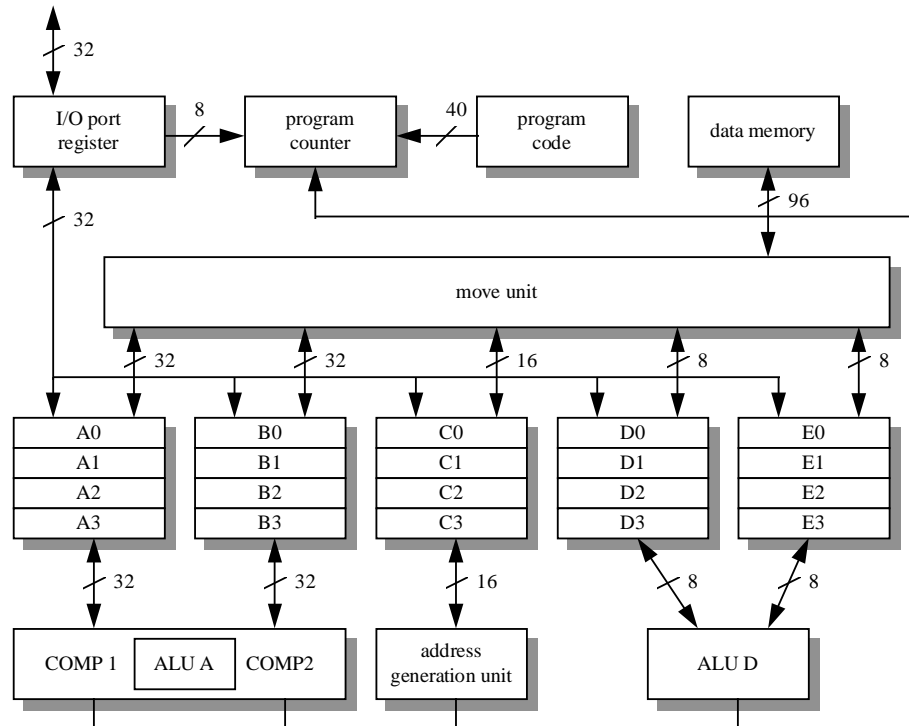 32
I/O port
register
8
program
counter
40
program
code
data memory
32
96
move unit
32
32
16
8
8
A0
A1
A2
A3
B0
B1
B2
B3
C0
C1
C2
C3
D0
D1
D2
D3
E0
E1
E2
E3
32
32
16
8
8
COMP 1
ALU A
COMP2
address
generation unit
ALU D